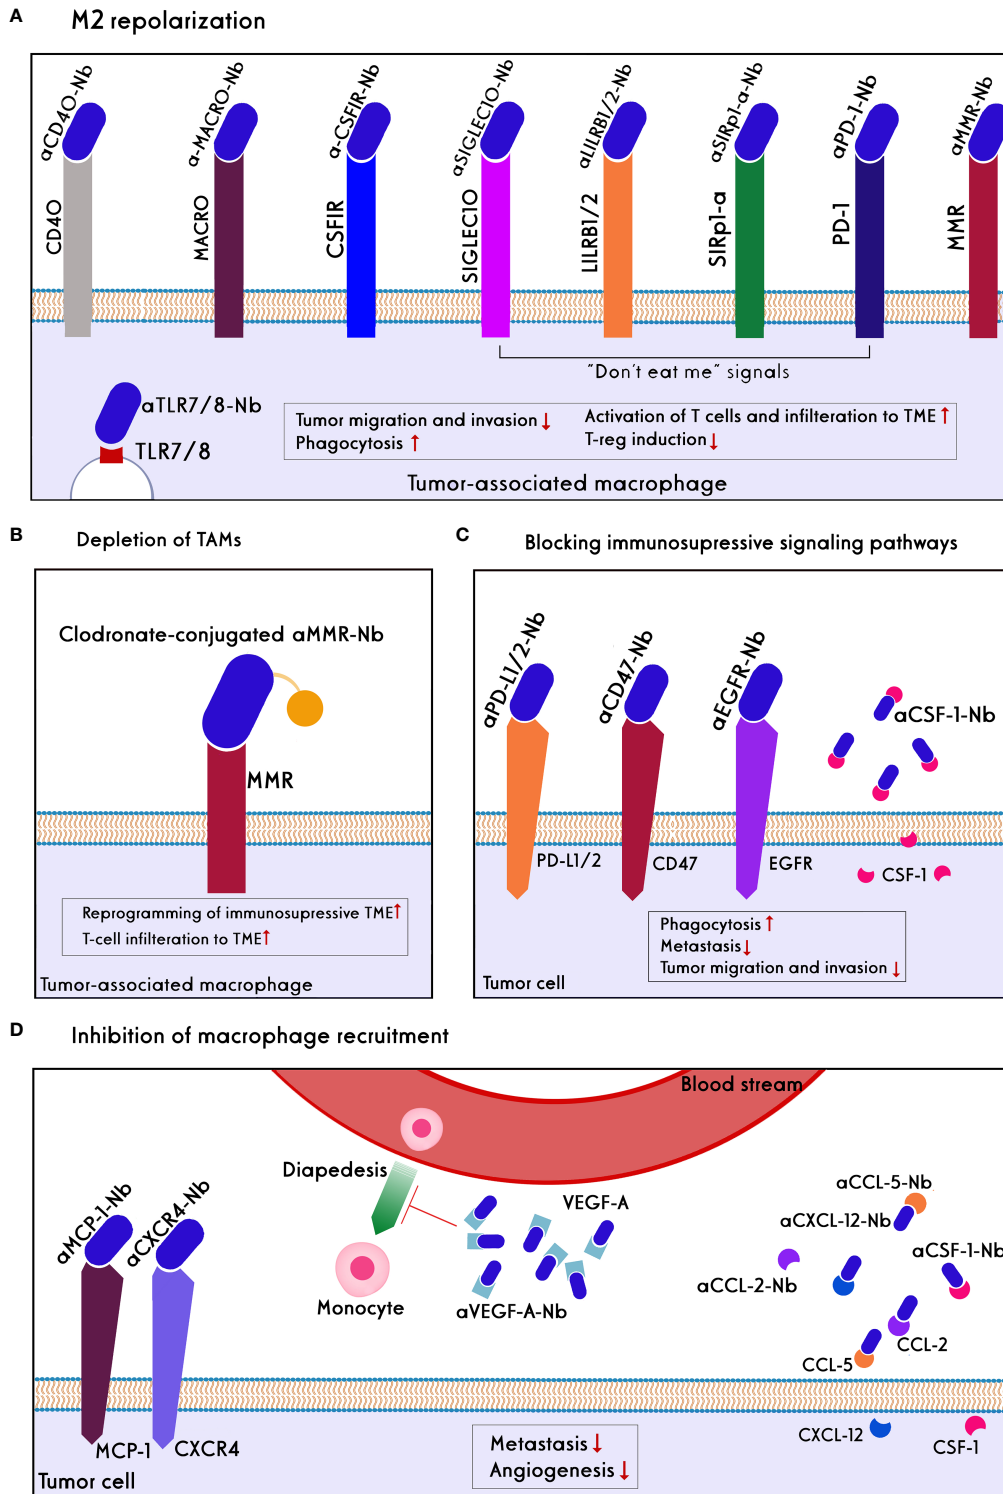 A M2 repolarization
αCD40-Nb
α-MACRO-Nb
α-CSFIR-Nb
αSIGLEC10-Nb
αLILRB1/2-Nb
αSIRp1-α-Nb
αPD-1-Nb
αMMR-Nb
CD40
MACRO
CSFIR
SIGLEC10
LILRB1/2
SIRp1-α
PD-1
MMR
"Don't eat me" signals
αTLR7/8-Nb
TLR7/8
Tumor migration and invasion ↓
Phagocytosis ↑
Activation of T cells and infilteration to TME ↑
T-reg induction ↓
Tumor-associated macrophage
B Depletion of TAMs
Clodronate-conjugated αMMR-Nb
MMR
Reprogramming of immunosupressive TME ↑
T-cell infilteration to TME ↑
Tumor-associated macrophage
C Blocking immunosupressive signaling pathways
αPD-L1/2-Nb
αCD47-Nb
αEGFR-Nb
αCSF-1-Nb
PD-L1/2
CD47
EGFR
CSF-1
Phagocytosis ↑
Metastasis ↓
Tumor migration and invasion ↓
Tumor cell
D Inhibition of macrophage recruitment
Blood stream
Diapedesis
Monocyte
VEGF-A
αVEGF-A-Nb
αMCP-1-Nb
αCXCR4-Nb
αCCL-5-Nb
αCXCL-12-Nb
αCSF-1-Nb
αCCL-2-Nb
CCL-2
CCL-5
MCP-1
CXCR4
CXCL-12
CSF-1
Metastasis ↓
Angiogenesis ↓
Tumor cell